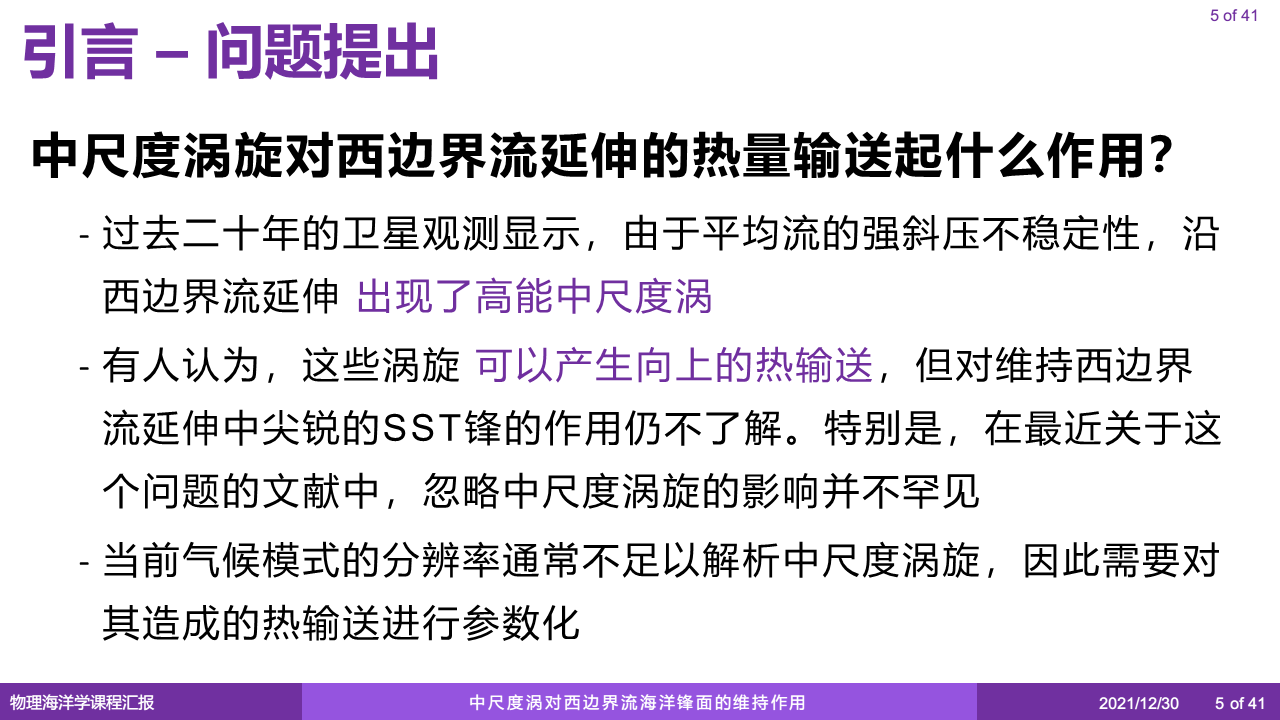 5 of 41
引言 – 问题提出
中尺度涡旋对西边界流延伸的热量输送起什么作用?
- 过去二十年的卫星观测显示，由于平均流的强斜压不稳定性，沿
西边界流延伸 出现了高能中尺度涡
- 有人认为，这些涡旋 可以产生向上的热输送，但对维持西边界
流延伸中尖锐的SST锋的作用仍不了解。特别是，在最近关于这
个问题的文献中，忽略中尺度涡旋的影响并不罕见
- 当前气候模式的分辨率通常不足以解析中尺度涡旋，因此需要对
其造成的热输送进行参数化
物理海洋学课程汇报
中尺度涡对西边界流海洋锋面的维持作用
2021/12/30
5 of 41